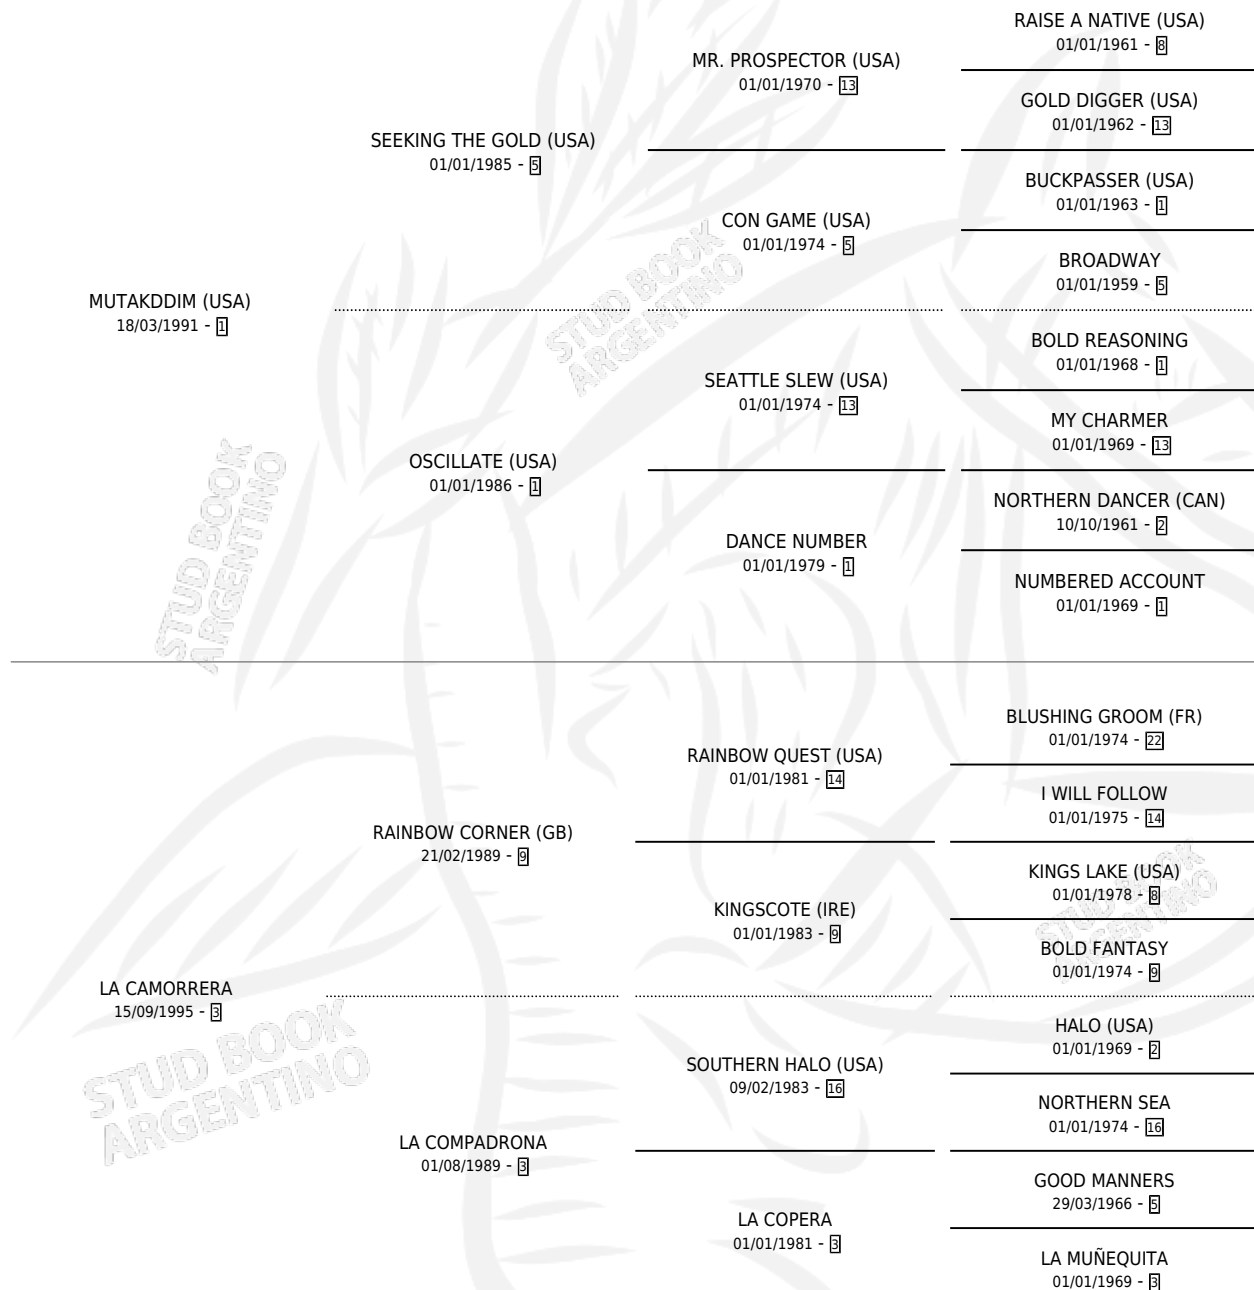 RAISE A NATIVE (USA)
01/01/1961 - 8
MR. PROSPECTOR (USA)
01/01/1970 - 13
GOLD DIGGER (USA)
01/01/1962 - 13
SEEKING THE GOLD (USA)
01/01/1985 - 5
BUCKPASSER (USA)
01/01/1963 - 1
CON GAME (USA)
01/01/1974 - 5
BROADWAY
01/01/1959 - 5
MUTAKDDIM (USA)
18/03/1991 - 1
BOLD REASONING
01/01/1968 - 1
SEATTLE SLEW (USA)
01/01/1974 - 13
MY CHARMER
01/01/1969 - 13
OSCILLATE (USA)
01/01/1986 - 1
NORTHERN DANCER (CAN)
10/10/1961 - 2
DANCE NUMBER
01/01/1979 - 1
NUMBERED ACCOUNT
01/01/1969 - 1
BLUSHING GROOM (FR)
01/01/1974 - 22
RAINBOW QUEST (USA)
01/01/1981 - 14
I WILL FOLLOW
01/01/1975 - 14
RAINBOW CORNER (GB)
21/02/1989 - 9
KINGS LAKE (USA)
01/01/1978 - 8
KINGSCOTE (IRE)
01/01/1983 - 9
BOLD FANTASY
01/01/1974 - 9
LA CAMORRERA
15/09/1995 - 3
HALO (USA)
01/01/1969 - 2
SOUTHERN HALO (USA)
09/02/1983 - 16
NORTHERN SEA
01/01/1974 - 16
LA COMPADRONA
01/08/1989 - 3
GOOD MANNERS
29/03/1966 - 5
LA COPERA
01/01/1981 - 3
LA MUÑEQUITA
01/01/1969 - 3
STUD BOOK
ARGENTINO
STUD BOOK
ARGENTINO
STUD BOOK
ARGENTINO
STUD BOOK
ARGENTINO